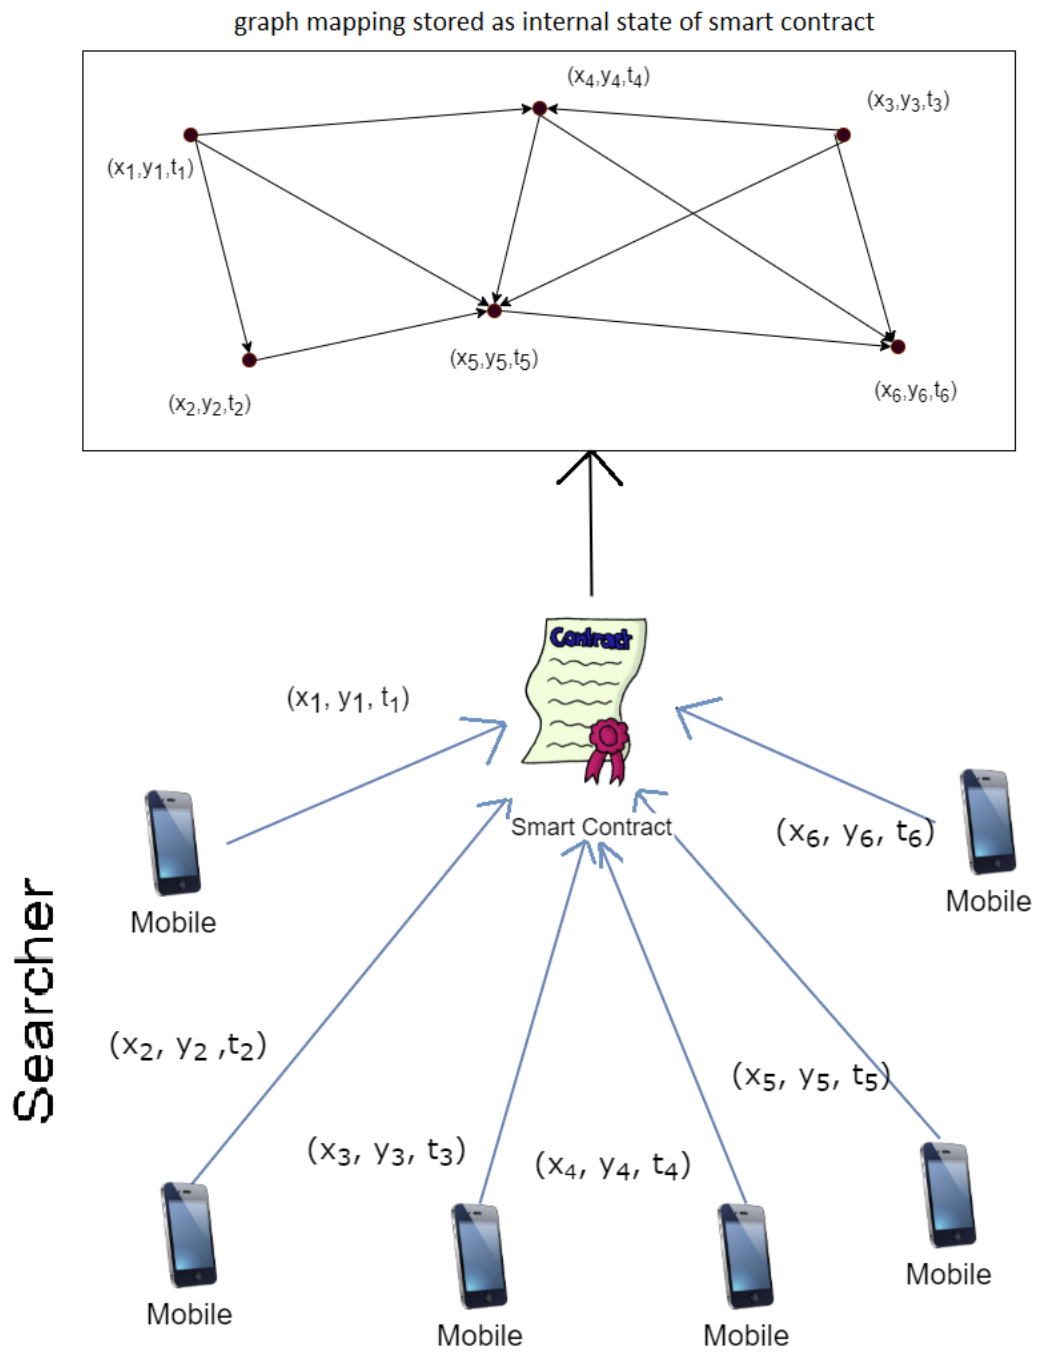 graph mapping stored as internal state of smart contract
(x₄,y₄,t₄)
(x₃,y₃,t₃)
(x₁,y₁,t₁)
(x₅,y₅,t₅)
(x₂,y₂,t₂)
(x₆,y₆,t₆)
Contract
(x₁, y₁, t₁)
Smart Contract
(x₆, y₆, t₆)
Mobile
Mobile
Searcher
(x₂, y₂ ,t₂)
(x₅, y₅, t₅)
(x₃, y₃, t₃)
(x₄, y₄, t₄)
Mobile
Mobile
Mobile
Mobile